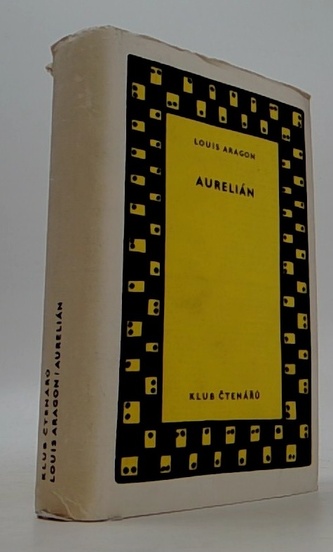 LOUIS ARAGON
AURELIÁN
KLUB ČTENÁŘŮ
KLUB ČTENÁŘŮ
LOUIS ARAGON / AURELIÁN